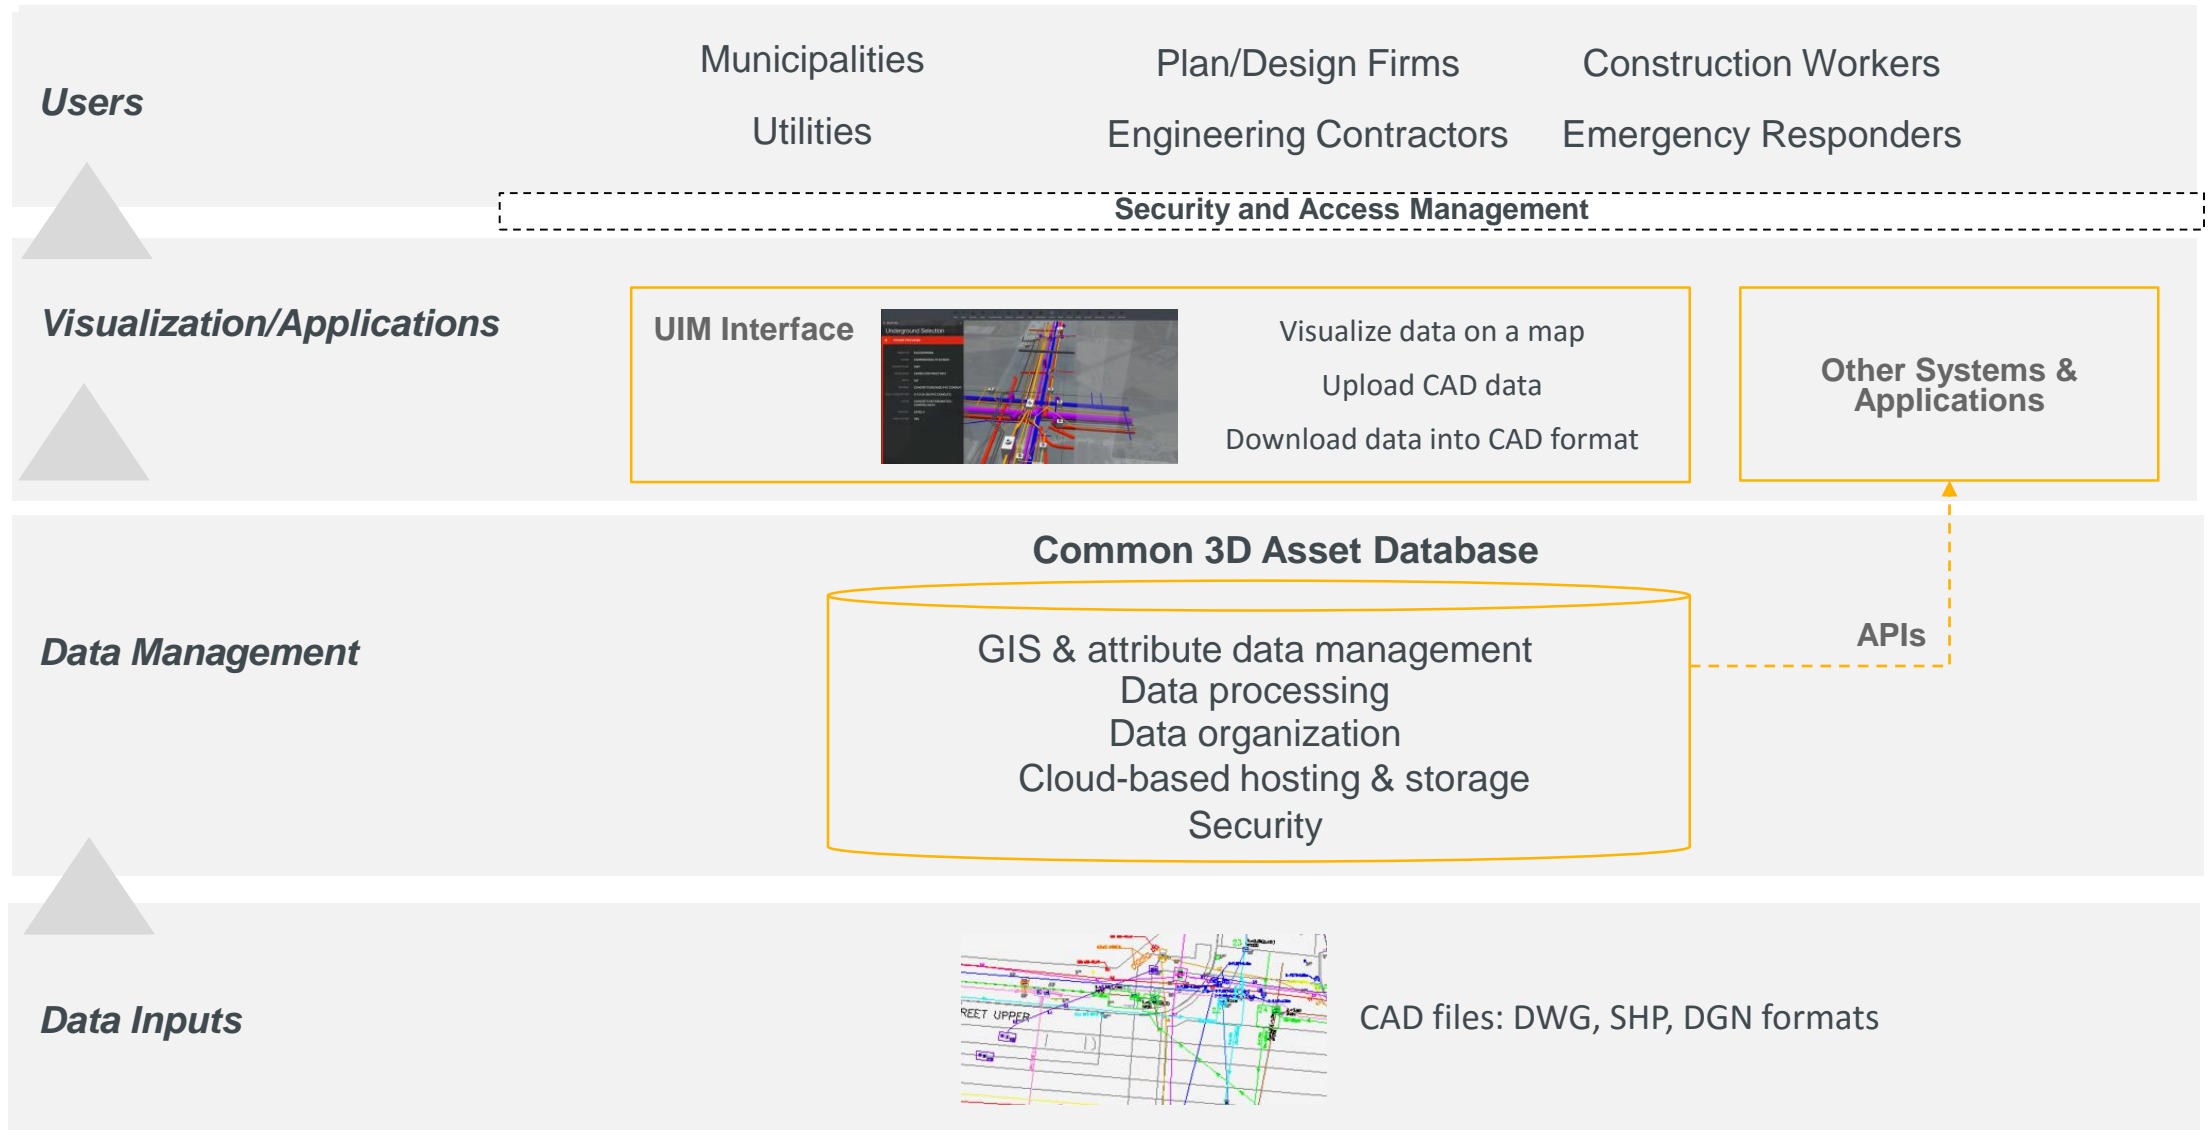 Users
Municipalities
Plan/Design Firms
Construction Workers
Utilities
Engineering Contractors
Emergency Responders
Security and Access Management
Visualization/Applications
UIM Interface
Underground Selection
Visualize data on a map
Upload CAD data
Download data into CAD format
Other Systems &
Applications
Common 3D Asset Database
Data Management
GIS & attribute data management
Data processing
Data organization
Cloud-based hosting & storage
Security
APIs
Data Inputs
REET UPPER
CAD files: DWG, SHP, DGN formats